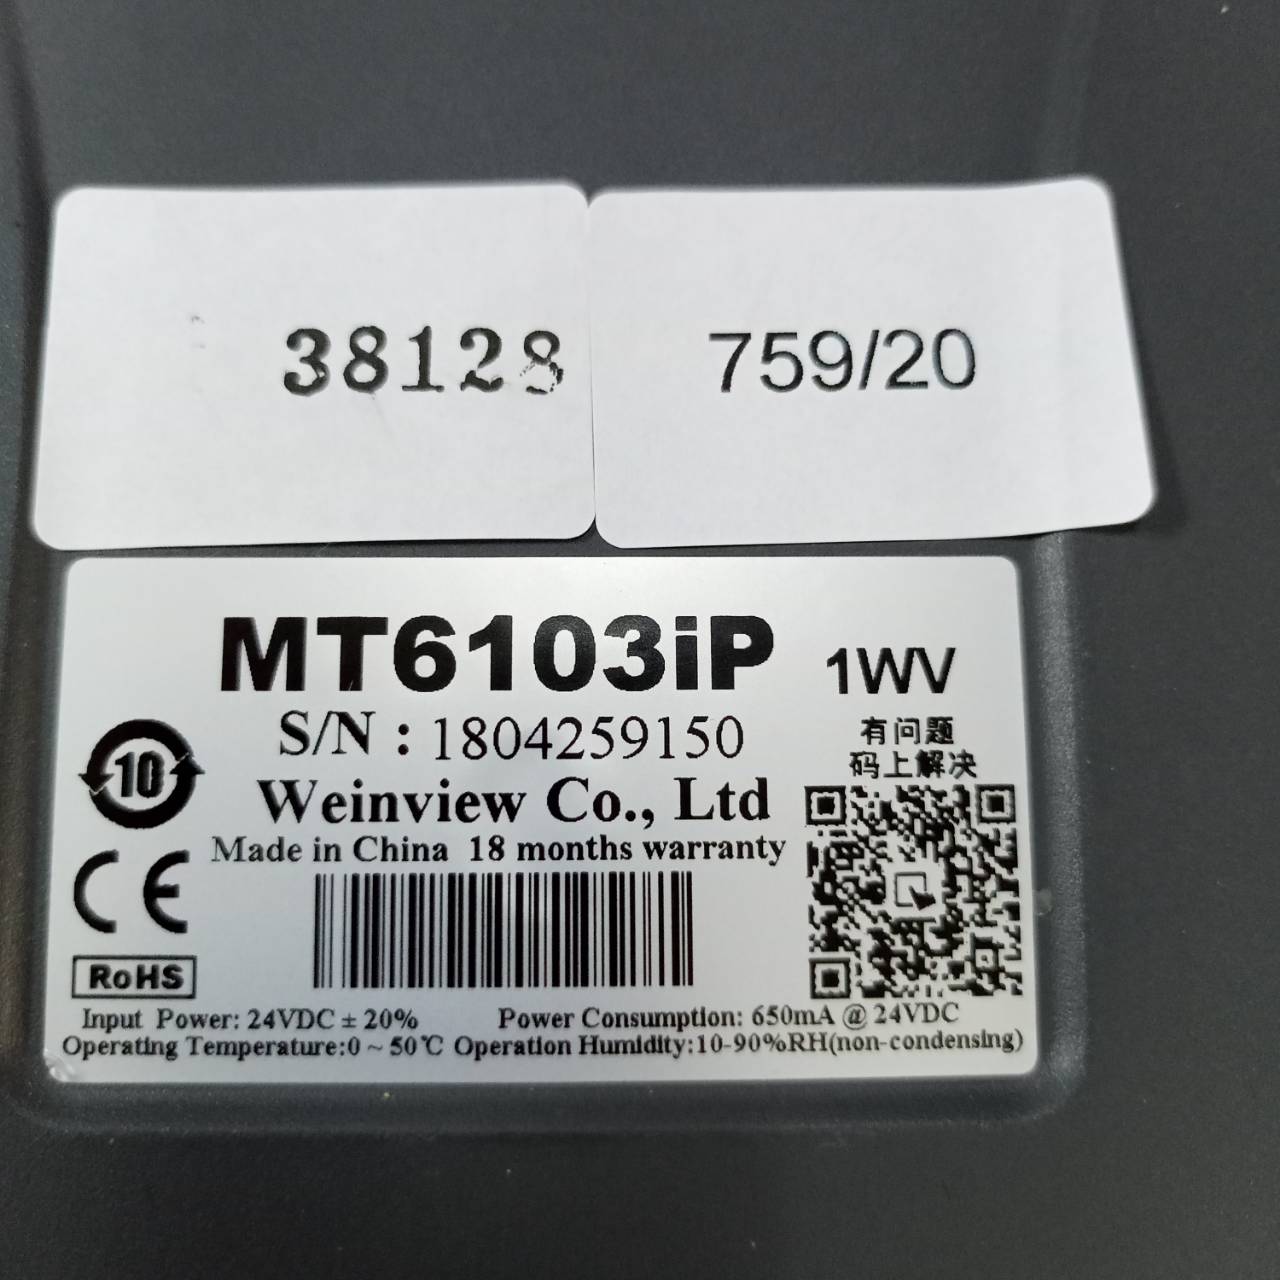 38128
759/20
MT6103iP 1WV
S/N : 1804259150
有问题
码上解决
10
Weinview Co., Ltd
Made in China 18 months warranty
CE
RoHS
Input Power: 24VDC ± 20% Power Consumption: 650mA @ 24VDC
Operating Temperature:0 ~ 50℃ Operation Humidity:10-90%RH(non-condensing)